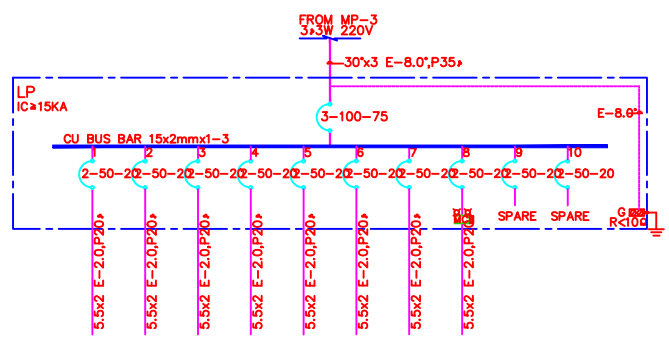 FROM MP-3
3⌀3W 220V
30°x3 E-8.0°,P35⌀
LP
IC≥15KA
3-100-75
E-8.0°
CU BUS BAR 15x2mmx1-3
1 2 3 4 5 6 7 8 9 10
2-50-20 2-50-20 2-50-20 2-50-20 2-50-20 2-50-20 2-50-20 2-50-20 2-50-20 2-50-20
SPARE SPARE
G
R<10Ω
5.5x2 E-2.0,P20⌀
5.5x2 E-2.0,P20⌀
5.5x2 E-2.0,P20⌀
5.5x2 E-2.0,P20⌀
5.5x2 E-2.0,P20⌀
5.5x2 E-2.0,P20⌀
5.5x2 E-2.0,P20⌀
5.5x2 E-2.0,P20⌀